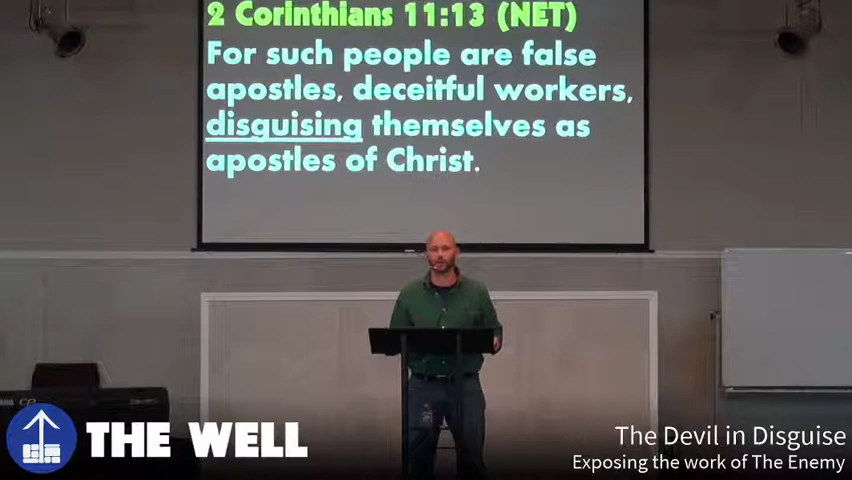 2 Corinthians 11:13 (NET)
For such people are false
apostles, deceitful workers,
disguising themselves as
apostles of Christ.
THE WELL
The Devil in Disguise
Exposing the work of The Enemy